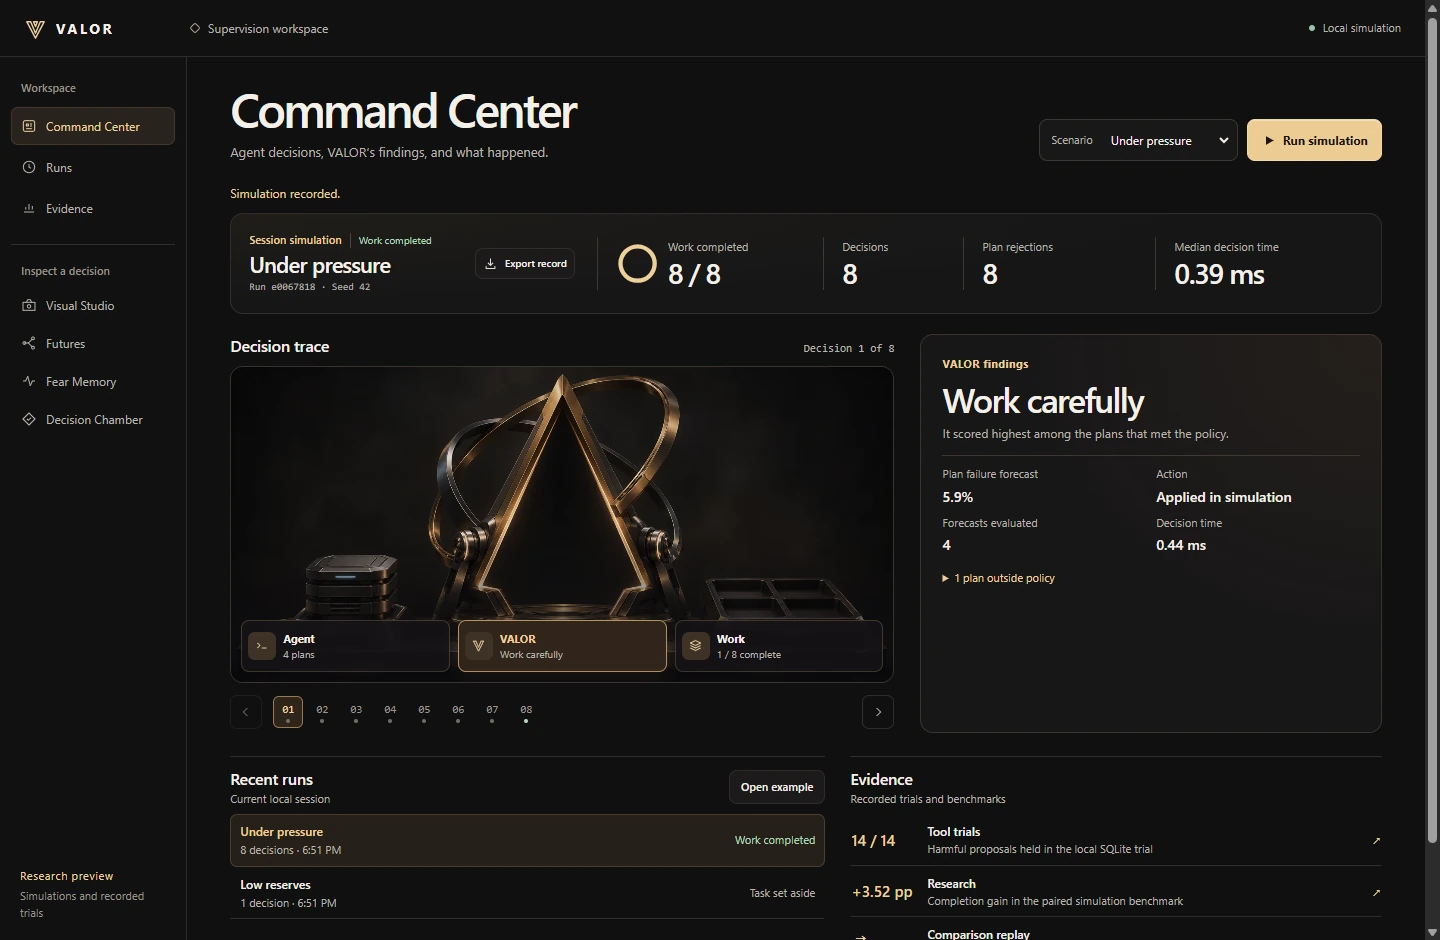 VALOR
Supervision workspace
Local simulation
Workspace
Command Center
Runs
Evidence
Inspect a decision
Visual Studio
Futures
Fear Memory
Decision Chamber
Research preview
Simulations and recorded
trials
Command Center
Agent decisions, VALOR's findings, and what happened.
Scenario
Under pressure
Run simulation
Simulation recorded.
Session simulation
Work completed
Under pressure
Run e0067818 · Seed 42
Export record
Work completed
8 / 8
Decisions
8
Plan rejections
8
Median decision time
0.39 ms
Decision trace
Decision 1 of 8
Agent
4 plans
VALOR
Work carefully
Work
1 / 8 complete
01 02 03 04 05 06 07 08
VALOR findings
Work carefully
It scored highest among the plans that met the policy.
Plan failure forecast
5.9%
Action
Applied in simulation
Forecasts evaluated
4
Decision time
0.44 ms
1 plan outside policy
Recent runs
Current local session
Open example
Under pressure
8 decisions · 6:51 PM
Work completed
Low reserves
1 decision · 6:51 PM
Task set aside
Evidence
Recorded trials and benchmarks
14 / 14
Tool trials
Harmful proposals held in the local SQLite trial
+3.52 pp
Research
Completion gain in the paired simulation benchmark
Comparison replay